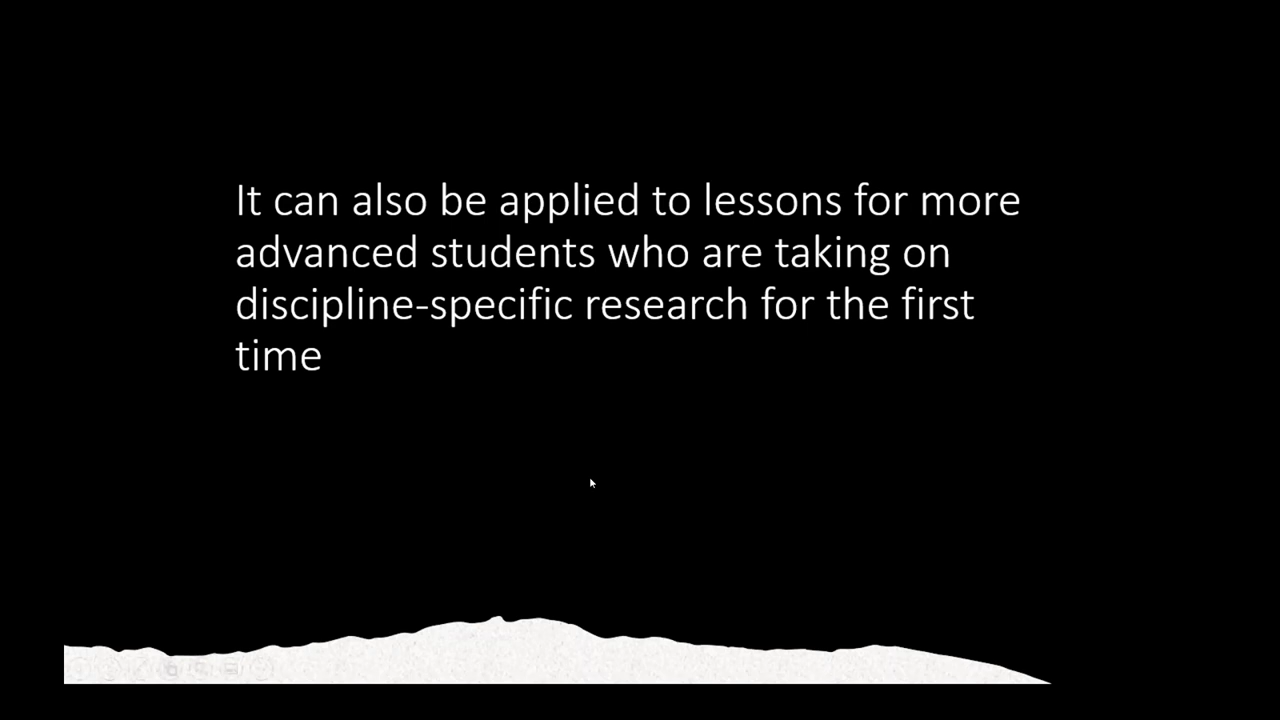 It can also be applied to lessons for more
advanced students who are taking on
discipline-specific research for the first
time